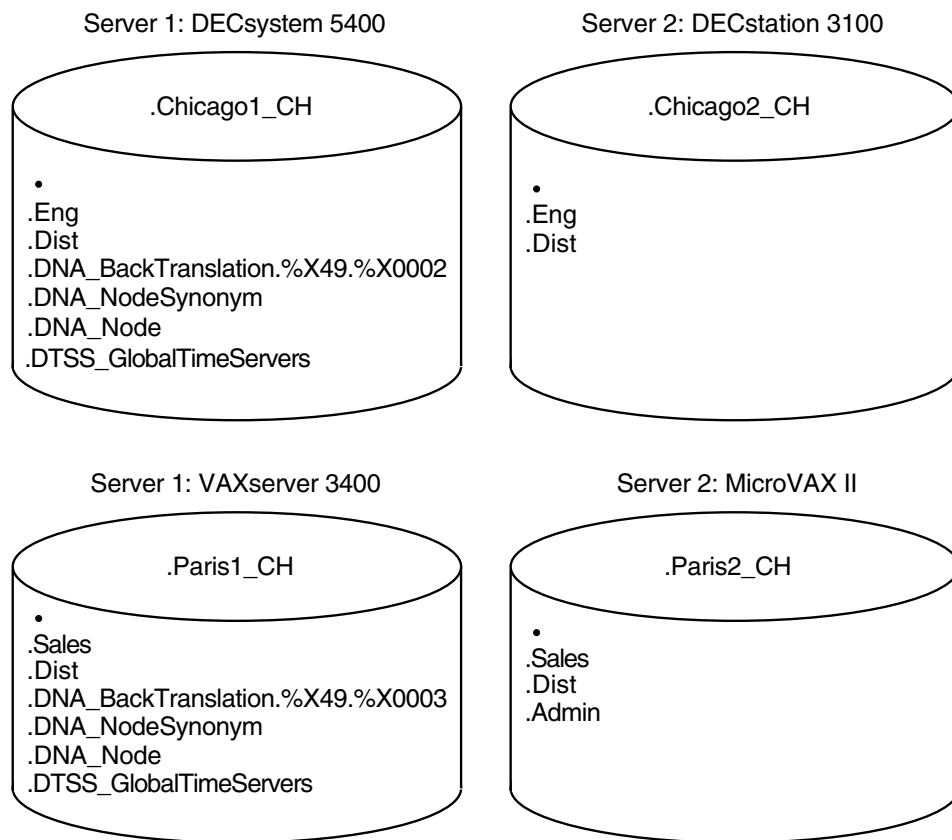 Server 1: DECsystem 5400
.Chicago1_CH
•
.Eng
.Dist
.DNA_BackTranslation.%X49.%X0002
.DNA_NodeSynonym
.DNA_Node
.DTSS_GlobalTimeServers
Server 2: DECstation 3100
.Chicago2_CH
•
.Eng
.Dist
Server 1: VAXserver 3400
.Paris1_CH
•
.Sales
.Dist
.DNA_BackTranslation.%X49.%X0003
.DNA_NodeSynonym
.DNA_Node
.DTSS_GlobalTimeServers
Server 2: MicroVAX II
.Paris2_CH
•
.Sales
.Dist
.Admin